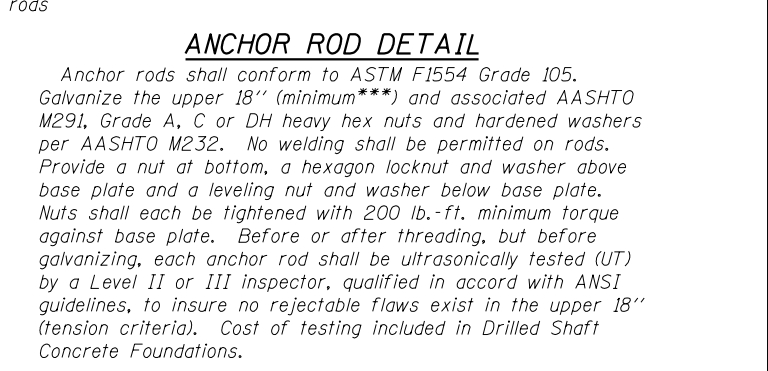 rods
ANCHOR ROD DETAIL
Anchor rods shall conform to ASTM F1554 Grade 105.
Galvanize the upper 18'' (minimum***) and associated AASHTO
M291, Grade A, C or DH heavy hex nuts and hardened washers
per AASHTO M232. No welding shall be permitted on rods.
Provide a nut at bottom, a hexagon locknut and washer above
base plate and a leveling nut and washer below base plate.
Nuts shall each be tightened with 200 lb.-ft. minimum torque
against base plate. Before or after threading, but before
galvanizing, each anchor rod shall be ultrasonically tested (UT)
by a Level II or III inspector, qualified in accord with ANSI
guidelines, to insure no rejectable flaws exist in the upper 18''
(tension criteria). Cost of testing included in Drilled Shaft
Concrete Foundations.